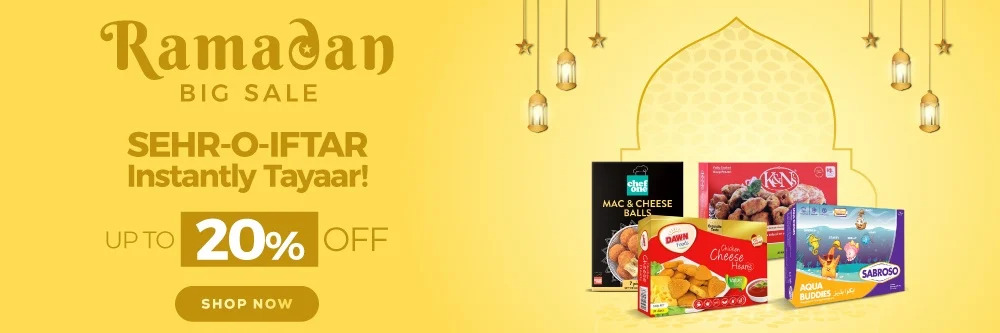 Ramadan
BIG SALE
SEHR-O-IFTAR
Instantly Tayaar!
UP TO 20% OFF
SHOP NOW
chef one
MAC & CHEESE
BALLS
K&N's
DAWN
Foods
Chicken
Cheese
Hearts
AQUA
BUDDIES
SABROSO